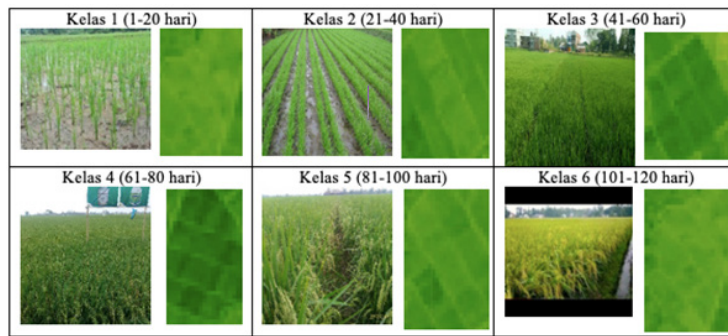 Kelas 1 (1-20 hari)
Kelas 2 (21-40 hari)
Kelas 3 (41-60 hari)
Kelas 4 (61-80 hari)
Kelas 5 (81-100 hari)
Kelas 6 (101-120 hari)